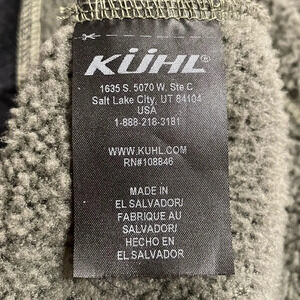 KÜHL®
1635 S. 5070 W. Ste C
Salt Lake City, UT 84104
USA
1-888-218-3181
WWW.KUHL.COM
RN#108846
MADE IN
EL SALVADOR/
FABRIQUE AU
SALVADOR/
HECHO EN
EL SALVADOR